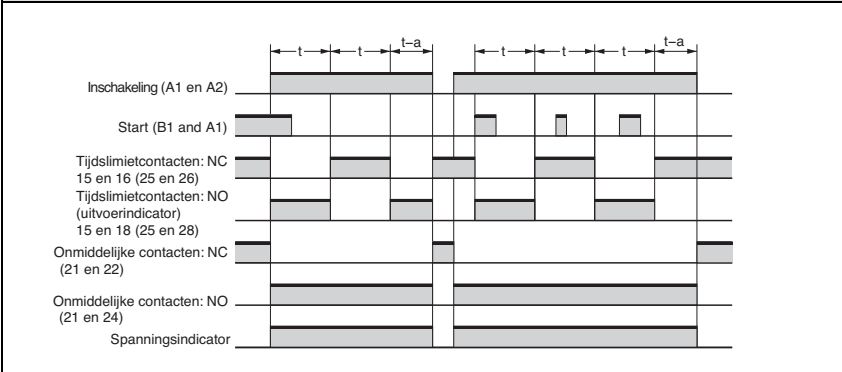 t t t–a t t t t–a
Inschakeling (A1 en A2)
Start (B1 and A1)
Tijdslimietcontacten: NC
15 en 16 (25 en 26)
Tijdslimietcontacten: NO
(uitvoerindicator)
15 en 18 (25 en 28)
Onmiddelijke contacten: NC
(21 en 22)
Onmiddelijke contacten: NO
(21 en 24)
Spanningsindicator